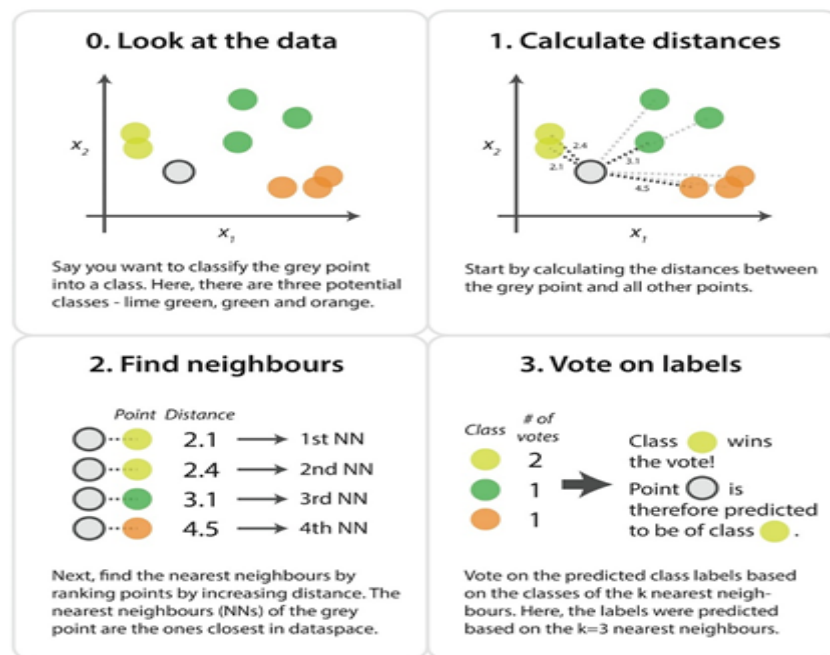 0. Look at the data
x2
x1
Say you want to classify the grey point
into a class. Here, there are three potential
classes - lime green, green and orange.
1. Calculate distances
x2
2.4
2.1
3.1
4.5
x1
Start by calculating the distances between
the grey point and all other points.
2. Find neighbours
Point Distance
2.1 1st NN
2.4 2nd NN
3.1 3rd NN
4.5 4th NN
Next, find the nearest neighbours by
ranking points by increasing distance. The
nearest neighbours (NNs) of the grey
point are the ones closest in dataspace.
3. Vote on labels
Class # of
votes
2
1
1
Class wins
the vote!
Point is
therefore predicted
to be of class .
Vote on the predicted class labels based
on the classes of the k nearest neigh-
bours. Here, the labels were predicted
based on the k=3 nearest neighbours.